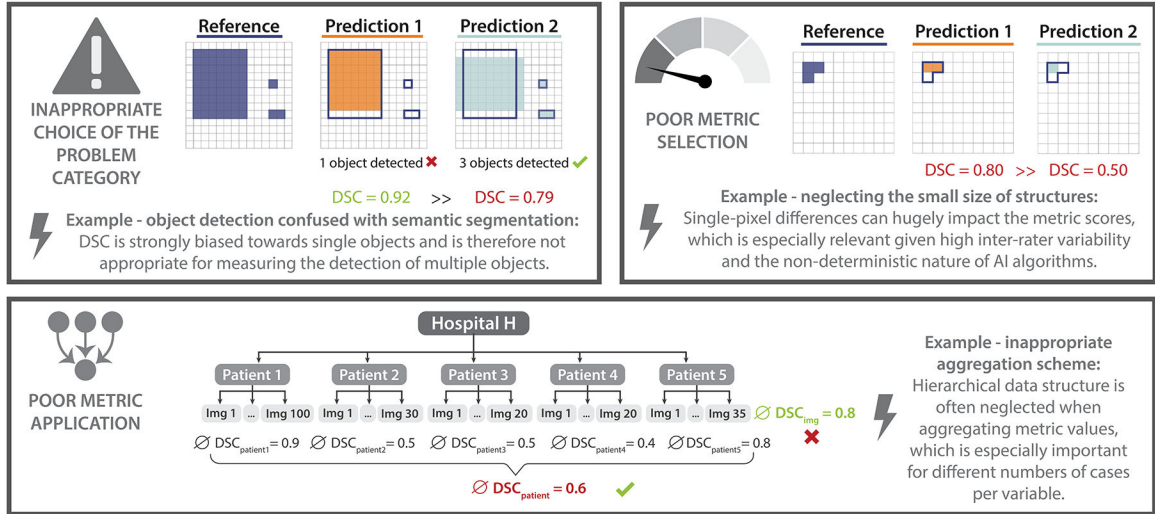 INAPPROPRIATE
CHOICE OF THE
PROBLEM
CATEGORY
Reference
Prediction 1
Prediction 2
1 object detected ✖
3 objects detected ✓
DSC = 0.92 >> DSC = 0.79
Example - object detection confused with semantic segmentation:
DSC is strongly biased towards single objects and is therefore not
appropriate for measuring the detection of multiple objects.
POOR METRIC
SELECTION
Reference
Prediction 1
Prediction 2
DSC = 0.80 >> DSC = 0.50
Example - neglecting the small size of structures:
Single-pixel differences can hugely impact the metric scores,
which is especially relevant given high inter-rater variability
and the non-deterministic nature of AI algorithms.
POOR METRIC
APPLICATION
Hospital H
Patient 1 Patient 2 Patient 3 Patient 4 Patient 5
Img 1 ... Img 100 Img 1 ... Img 30 Img 1 ... Img 20 Img 1 ... Img 20 Img 1 ... Img 35 ∅ DSCimg = 0.8 ✖
∅ DSCpatient1 = 0.9 ∅ DSCpatient2 = 0.5 ∅ DSCpatient3 = 0.5 ∅ DSCpatient4 = 0.4 ∅ DSCpatient5 = 0.8
∅ DSCpatient = 0.6 ✓
Example - inappropriate
aggregation scheme:
Hierarchical data structure is
often neglected when
aggregating metric values,
which is especially important
for different numbers of cases
per variable.